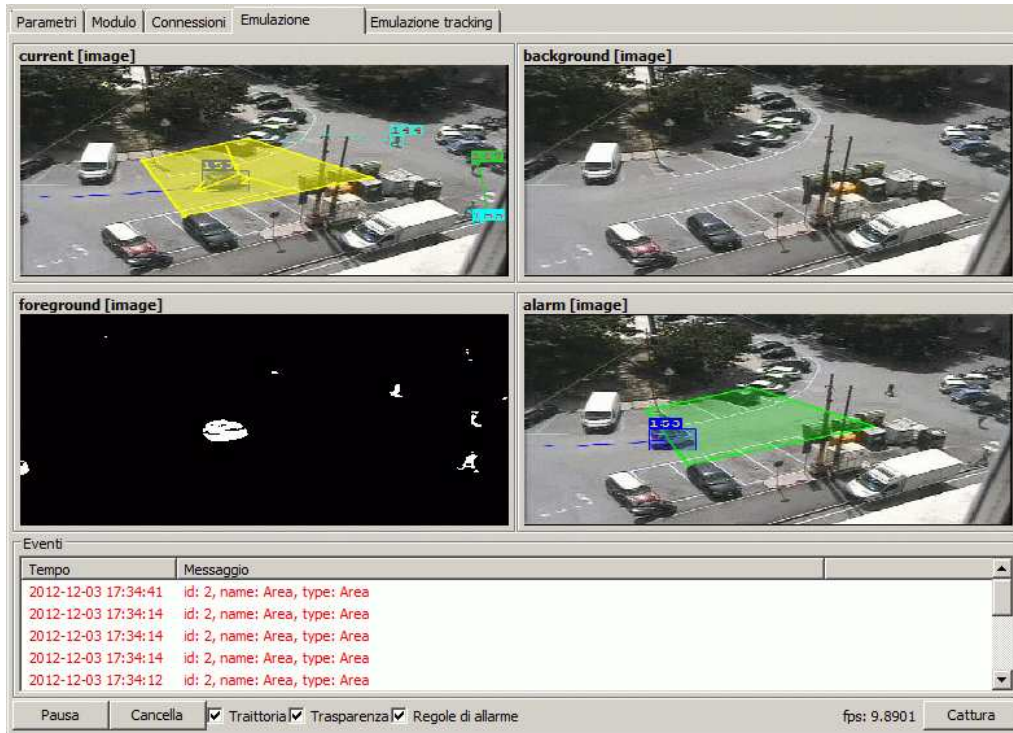 Parametri Modulo Connessioni Emulazione Emulazione tracking
current [image] background [image]
153
foreground [image] alarm [image]
153
Eventi
Tempo Messaggio
2012-12-03 17:34:41 id: 2, name: Area, type: Area
2012-12-03 17:34:14 id: 2, name: Area, type: Area
2012-12-03 17:34:14 id: 2, name: Area, type: Area
2012-12-03 17:34:14 id: 2, name: Area, type: Area
2012-12-03 17:34:12 id: 2, name: Area, type: Area
Pausa Cancella Traittoria Trasparenza Regole di allarme fps: 9.8901 Cattura